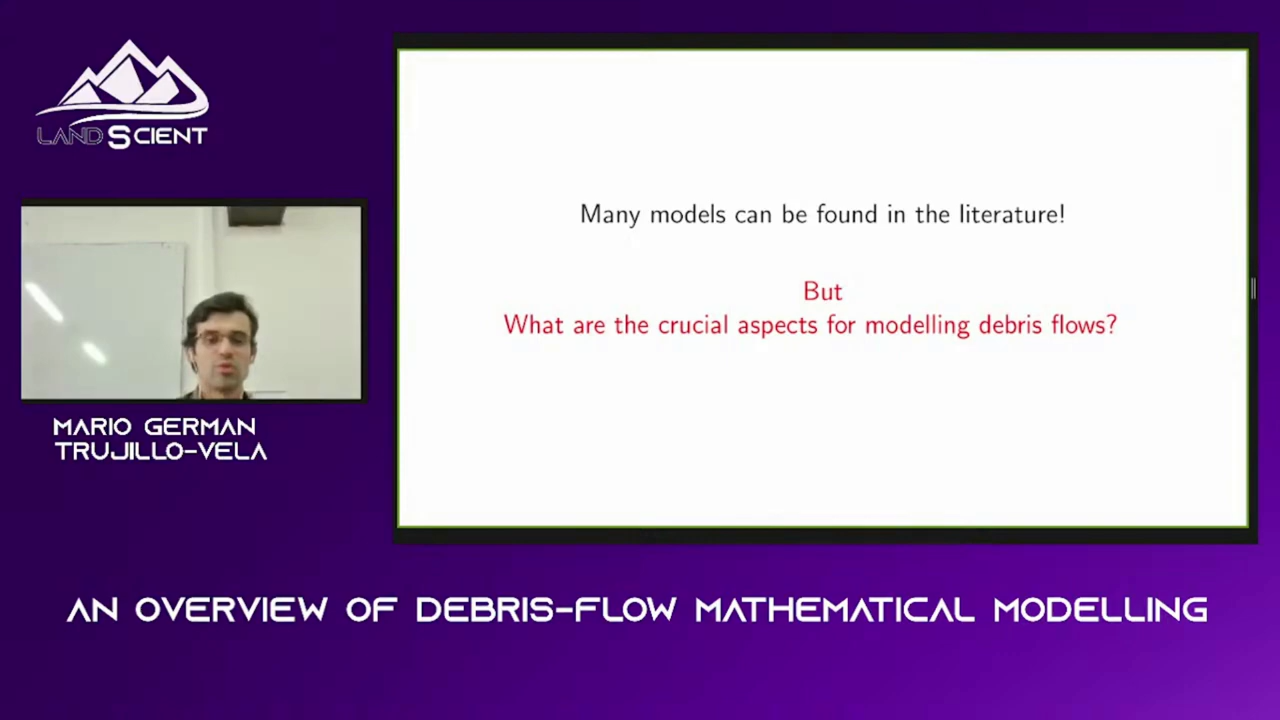 LANDSCIENT
Many models can be found in the literature!
But
What are the crucial aspects for modelling debris flows?
MARIO GERMAN
TRUJILLO-VELA
AN OVERVIEW OF DEBRIS-FLOW MATHEMATICAL MODELLING